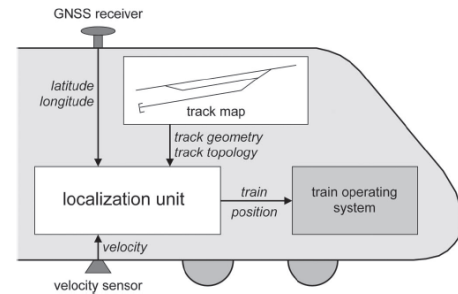 GNSS receiver
latitude
longitude
track map
track geometry
track topology
localization unit
train
position
train operating
system
velocity
velocity sensor